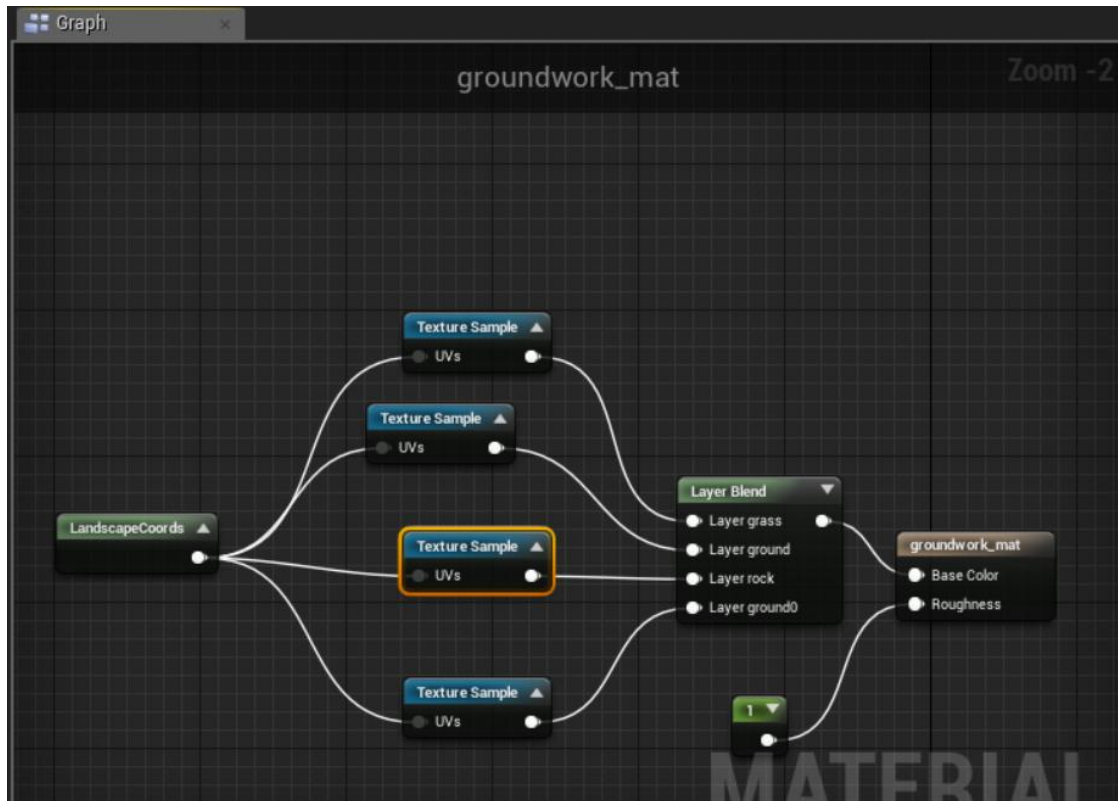 Graph
groundwork_mat
Zoom -2
Texture Sample
UVs
Texture Sample
UVs
LandscapeCoords
Texture Sample
UVs
Texture Sample
UVs
Layer Blend
Layer grass
Layer ground
Layer rock
Layer ground0
groundwork_mat
Base Color
Roughness
1
MATERIAL